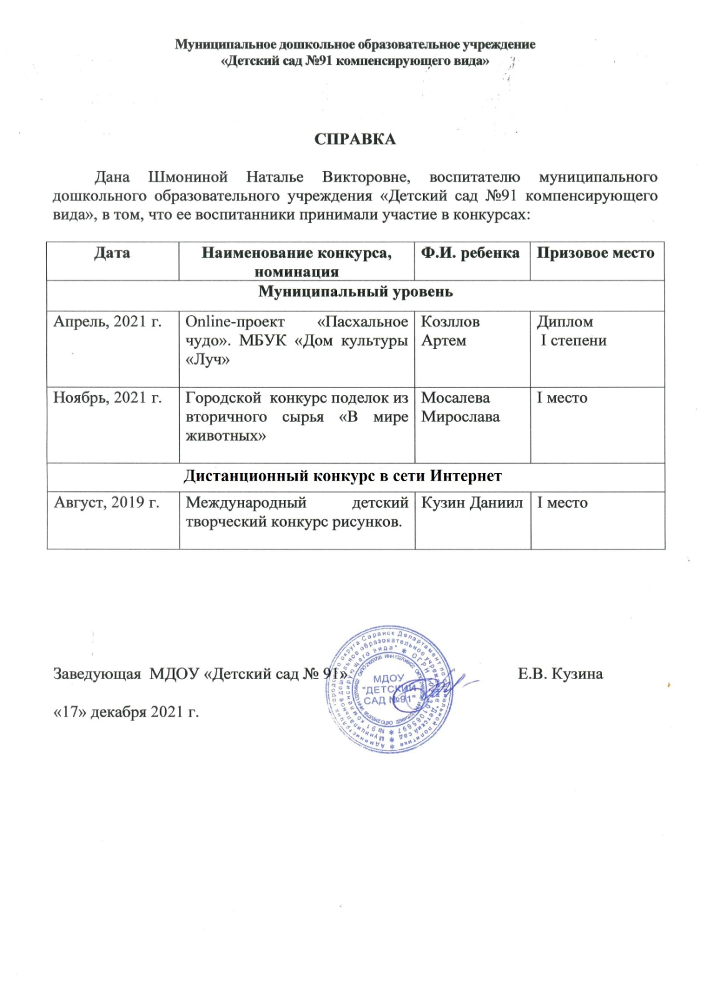 Муниципальное дошкольное образовательное учреждение
«Детский сад №91 компенсирующего вида»
СПРАВКА
Дана Шмониной Наталье Викторовне, воспитателю муниципального
дошкольного образовательного учреждения «Детский сад №91 компенсирующего
вида», в том, что ее воспитанники принимали участие в конкурсах:
Дата
Наименование конкурса,
номинация
Ф.И. ребенка
Призовое место
Муниципальный уровень
Апрель, 2021 г.
Online-проект «Пасхальное
чудо». МБУК «Дом культуры
«Луч»
Козллов
Артем
Диплом
I степени
Ноябрь, 2021 г.
Городской конкурс поделок из
вторичного сырья «В мире
животных»
Мосалева
Мирослава
I место
Дистанционный конкурс в сети Интернет
Август, 2019 г.
Международный детский
творческий конкурс рисунков.
Кузин Даниил
I место
Заведующая МДОУ «Детский сад № 91»
Е.В. Кузина
«17» декабря 2021 г.
МДОУ
"ДЕТСКИЙ
САД №91"